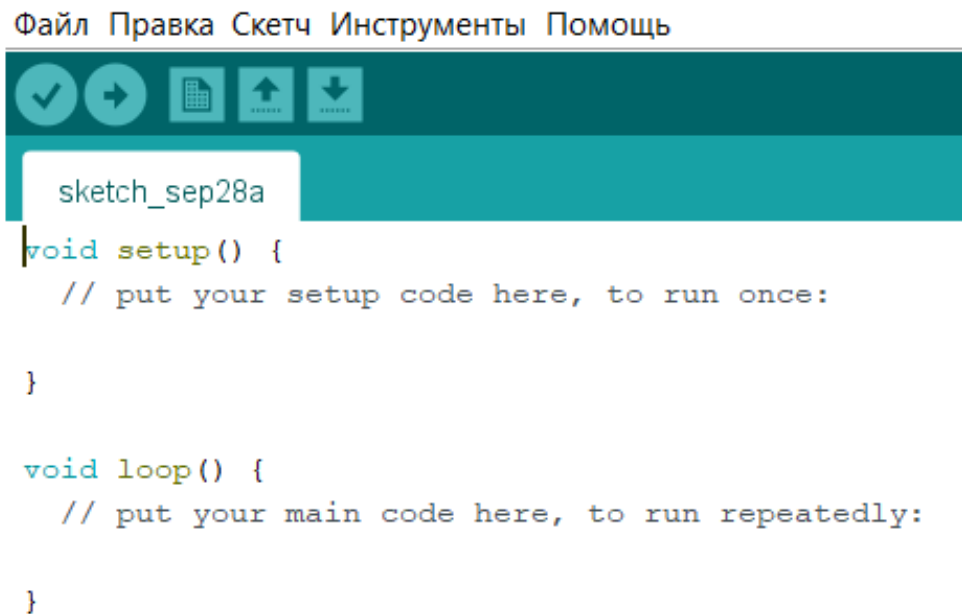 Файл Правка Скетч Инструменты Помощь
sketch_sep28a
void setup() {
  // put your setup code here, to run once:
}
void loop() {
  // put your main code here, to run repeatedly:
}